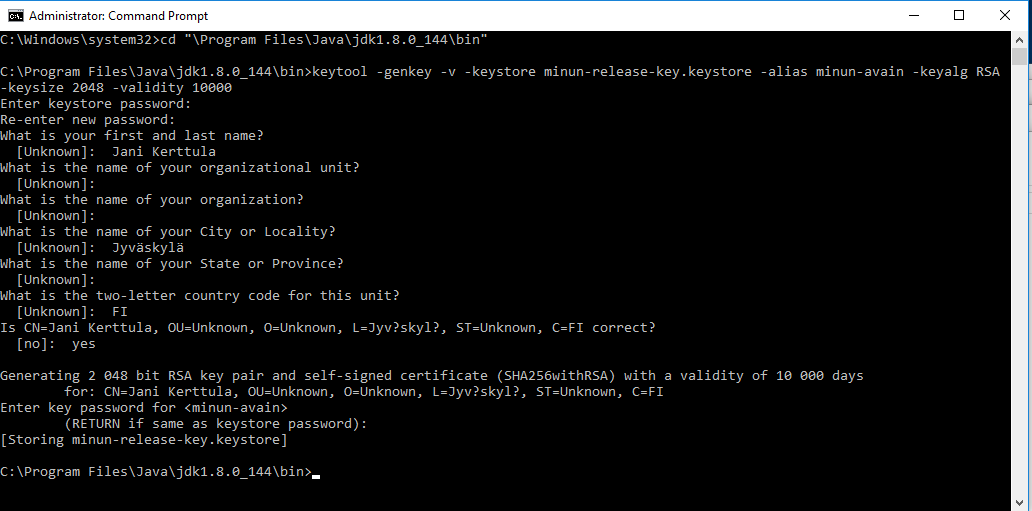 Administrator: Command Prompt
C:\Windows\system32>cd "\Program Files\Java\jdk1.8.0_144\bin"
C:\Program Files\Java\jdk1.8.0_144\bin>keytool -genkey -v -keystore minun-release-key.keystore -alias minun-avain -keyalg RSA
-keysize 2048 -validity 10000
Enter keystore password:
Re-enter new password:
What is your first and last name?
[Unknown]:  Jani Kerttula
What is the name of your organizational unit?
[Unknown]:
What is the name of your organization?
[Unknown]:
What is the name of your City or Locality?
[Unknown]:  Jyväskylä
What is the name of your State or Province?
[Unknown]:
What is the two-letter country code for this unit?
[Unknown]:  FI
Is CN=Jani Kerttula, OU=Unknown, O=Unknown, L=Jyv?skyl?, ST=Unknown, C=FI correct?
[no]:  yes
Generating 2 048 bit RSA key pair and self-signed certificate (SHA256withRSA) with a validity of 10 000 days
for: CN=Jani Kerttula, OU=Unknown, O=Unknown, L=Jyv?skyl?, ST=Unknown, C=FI
Enter key password for <minun-avain>
(RETURN if same as keystore password):
[Storing minun-release-key.keystore]
C:\Program Files\Java\jdk1.8.0_144\bin>